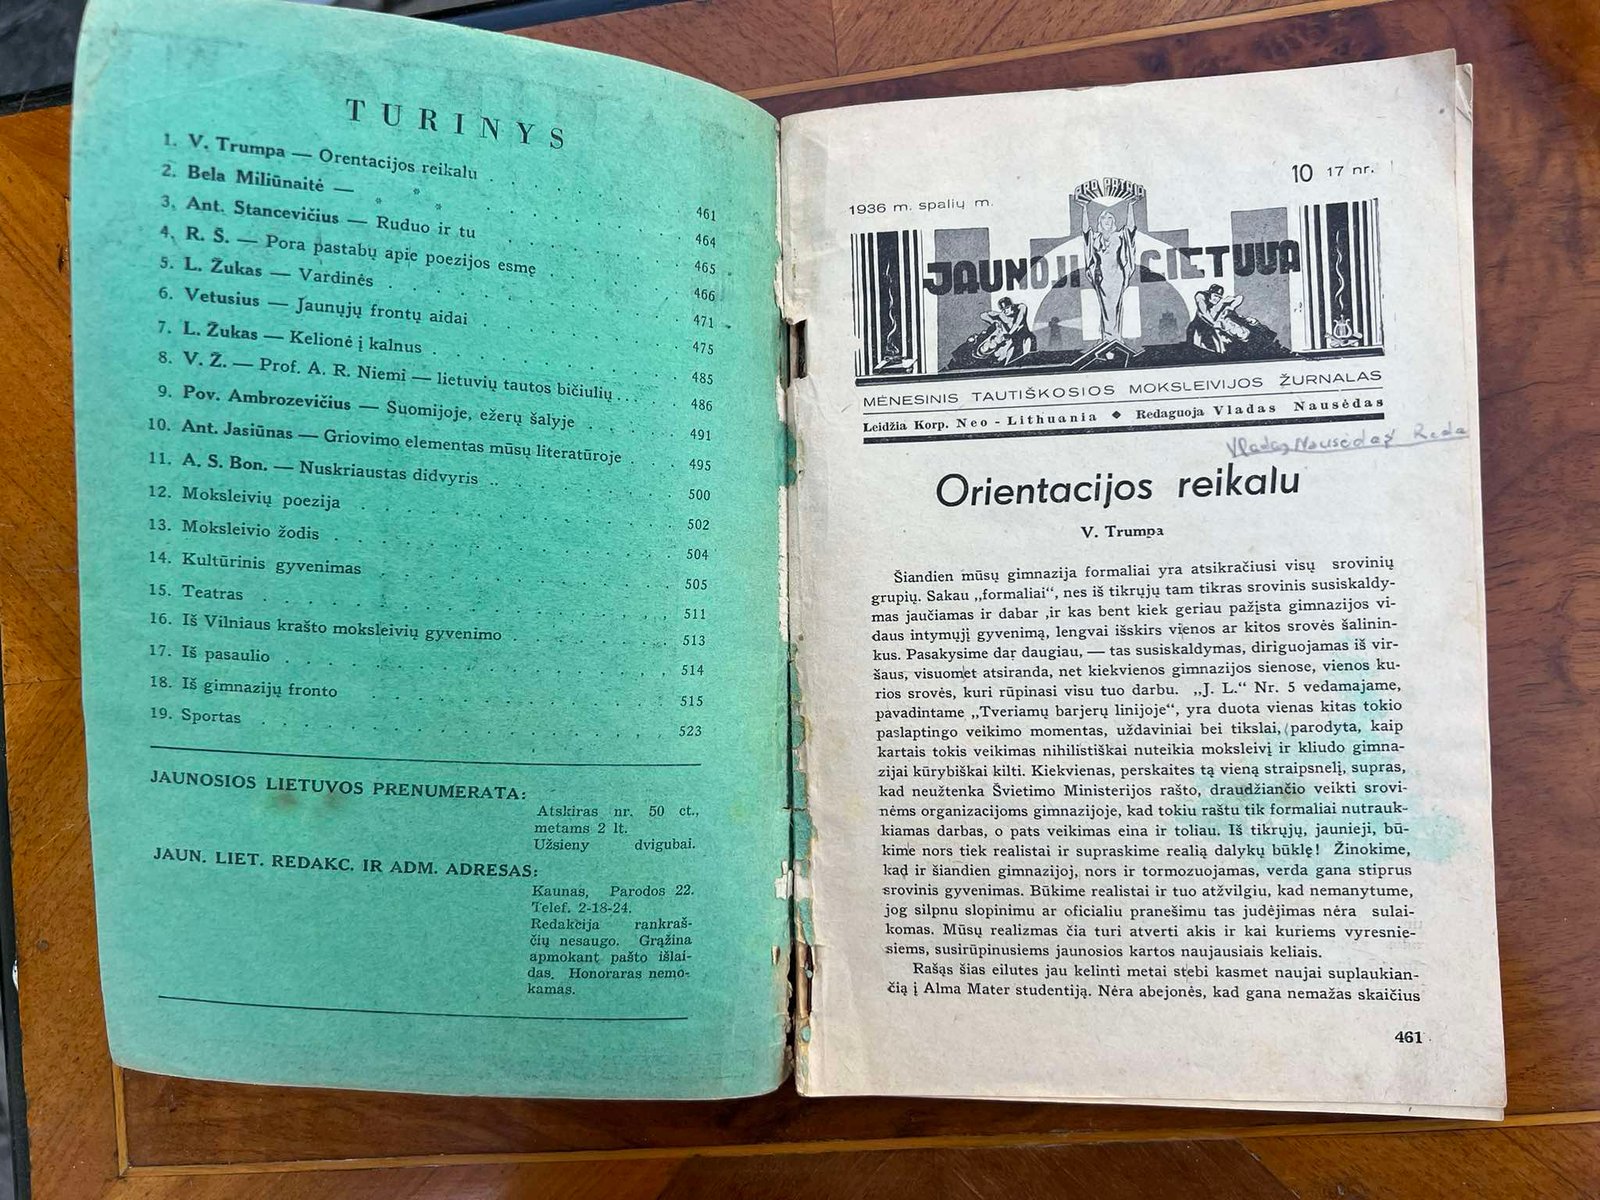 TURINYS
1. V. Trumpa — Orentacijos reikalu . . . . . . . 461
2. Bela Miliūnaitė — * * * . . . . . . . 464
3. Ant. Stancevičius — Ruduo ir tu . . . . . . . 465
4. R. Š. — Pora pastabų apie poezijos esmę . . . . . 466
5. L. Žukas — Vardinės . . . . . . . . . 471
6. Vetusius — Jaunųjų frontų aidai . . . . . . . 475
7. L. Žukas — Kelionė į kalnus . . . . . . . . 485
8. V. Ž. — Prof. A. R. Niemi — lietuvių tautos bičiulių . . . 486
9. Pov. Ambrozevičius — Suomijoje, ežerų šalyje . . . . 491
10. Ant. Jasiūnas — Griovimo elementas mūsų literatūroje . . . 495
11. A. S. Bon. — Nuskriaustas didvyris . . . . . . . 500
12. Moksleivių poezija . . . . . . . . . . 502
13. Moksleivio žodis . . . . . . . . . . 504
14. Kultūrinis gyvenimas . . . . . . . . . 505
15. Teatras . . . . . . . . . . . . 511
16. Iš Vilniaus krašto moksleivių gyvenimo . . . . . . 513
17. Iš pasaulio . . . . . . . . . . . 514
18. Iš gimnazijų fronto . . . . . . . . . 515
19. Sportas . . . . . . . . . . . . 523
JAUNOSIOS LIETUVOS PRENUMERATA:
Atskiras nr. 50 ct.,
metams 2 lt.
Užsieny dvigubai.
JAUN. LIET. REDAKC. IR ADM. ADRESAS:
Kaunas, Parodos 22.
Telef. 2-18-24.
Redakcija rankraš-
čių nesaugo. Grąžina
apmokant pašto išlai-
das. Honoraras nemo-
kamas.
10 17 nr.
1936 m. spalių m.
PRO PATRIA
JAUNOJI LIETUVA
MĖNESINIS TAUTIŠKOSIOS MOKSLEIVIJOS ŽURNALAS
Leidžia Korp. Neo-Lithuania ◆ Redaguoja Vladas Nausėdas
Vladas Nausėdas Reda
Orientacijos reikalu
V. Trumpa
Šiandien mūsų gimnazija formaliai yra atsikračiusi visų srovinių
grupių. Sakau „formaliai“, nes iš tikrųjų tam tikras srovinis susiskaldy-
mas jaučiamas ir dabar ,ir kas bent kiek geriau pažįsta gimnazijos vi-
daus intymųjį gyvenimą, lengvai išskirs vienos ar kitos srovės šalinin-
kus. Pasakysime dar daugiau, — tas susiskaldymas, diriguojamas iš vir-
šaus, visuomet atsiranda, net kiekvienos gimnazijos sienose, vienos ku-
rios srovės, kuri rūpinasi visu tuo darbu. „J. L.“ Nr. 5 vedamajame,
pavadintame „Tveriamų barjerų linijoje“, yra duota vienas kitas tokio
paslaptingo veikimo momentas, uždaviniai bei tikslai, parodyta, kaip
kartais tokis veikimas nihilistiškai nuteikia moksleivį ir kliudo gimna-
zijai kūrybiškai kilti. Kiekvienas, perskaites tą vieną straipsnelį, supras,
kad neužtenka Švietimo Ministerijos rašto, draudžiančio veikti srovi-
nėms organizacijoms gimnazijoje, kad tokiu raštu tik formaliai nutrauk-
kiamas darbas, o pats veikimas eina ir toliau. Iš tikrųjų, jaunieji, bū-
kime nors tiek realistai ir supraskime realią dalykų būklę! Žinokime,
kad ir šiandien gimnazijoj, nors ir tormozuojamas, verda gana stiprus
srovinis gyvenimas. Būkime realistai ir tuo atžvilgiu, kad nemanytume,
jog silpnu slopinimu ar oficialiu pranešimu tas judėjimas nėra sulai-
komas. Mūsų realizmas čia turi atverti akis ir kai kuriems vyresnie-
siems, susirūpinusiems jaunosios kartos naujausiais keliais.
Rašąs šias eilutes jau kelinti metai stebi kasmet naujai suplaukian-
čią į Alma Mater studentiją. Nėra abejonės, kad gana nemažas skaičius
461